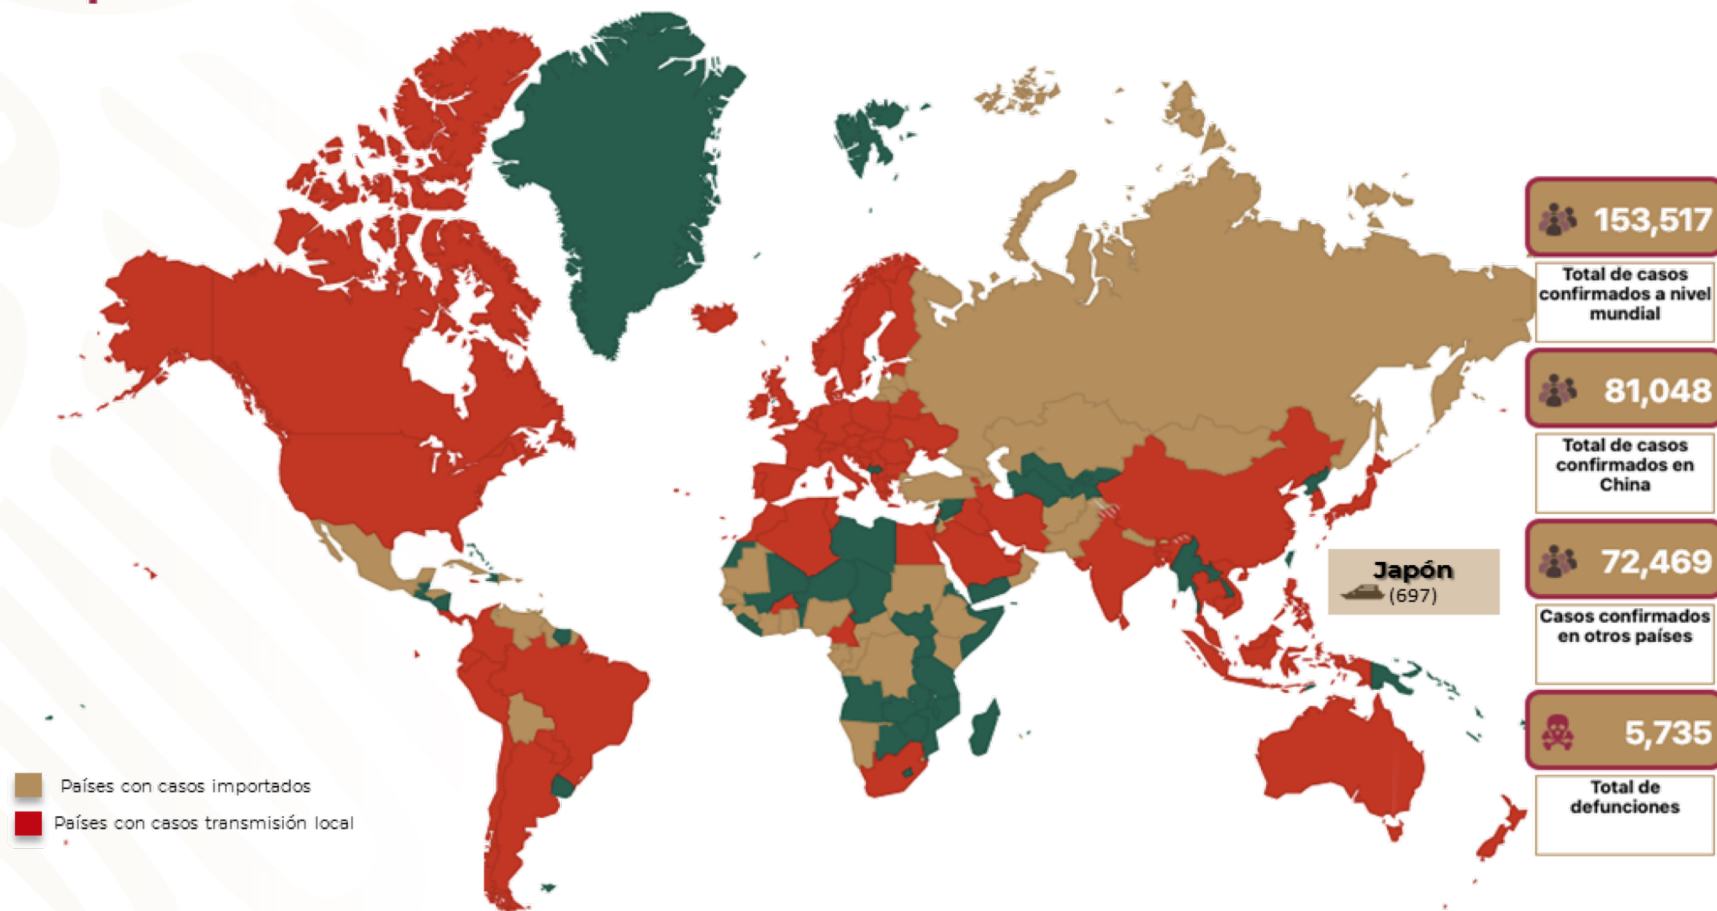 153,517
Total de casos
confirmados a nivel
mundial
81,048
Total de casos
confirmados en
China
Japón
(697)
72,469
Casos confirmados
en otros países
5,735
Total de
defunciones
Países con casos importados
Países con casos transmisión local